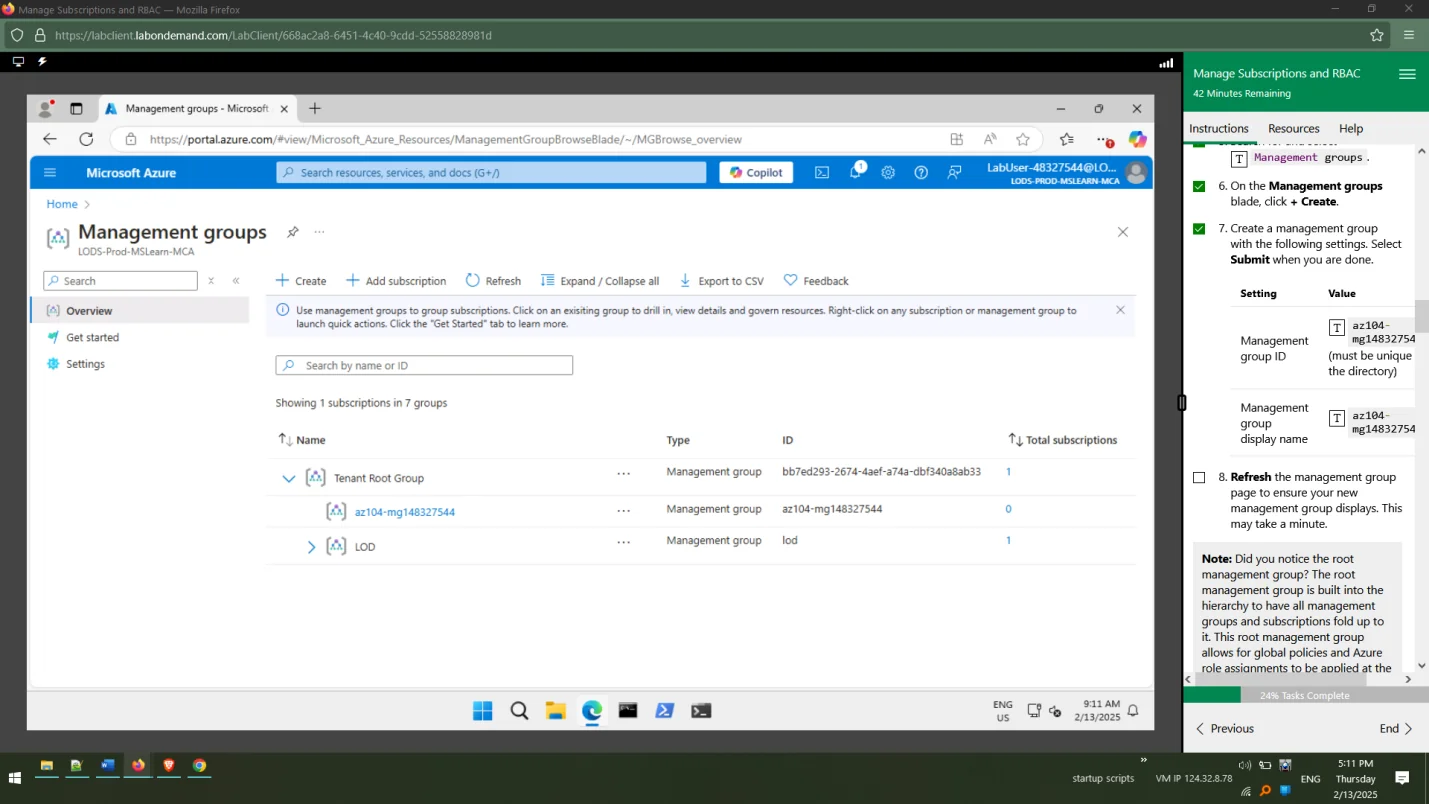 Manage Subscriptions and RBAC — Mozilla Firefox
https://labclient.labondemand.com/LabClient/668ac2a8-6451-4c40-9cdd-52558828981d
Management groups - Microsoft
https://portal.azure.com/#view/Microsoft_Azure_Resources/ManagementGroupBrowseBlade/~/MGBrowse_overview
Microsoft Azure
Search resources, services, and docs (G+/)
Copilot
1
LabUser-48327544@LO...
LODS-PROD-MSLEARN-MCA
Home
Management groups
LODS-Prod-MSLearn-MCA
Search
Overview
Get started
Settings
Create
Add subscription
Refresh
Expand / Collapse all
Export to CSV
Feedback
Use management groups to group subscriptions. Click on an exisiting group to drill in, view details and govern resources. Right-click on any subscription or management group to
launch quick actions. Click the "Get Started" tab to learn more.
Search by name or ID
Showing 1 subscriptions in 7 groups
Name Type ID Total subscriptions
Tenant Root Group ... Management group bb7ed293-2674-4aef-a74a-dbf340a8ab33 1
az104-mg148327544 ... Management group az104-mg148327544 0
LOD ... Management group lod 1
ENG
US
9:11 AM
2/13/2025
Manage Subscriptions and RBAC
42 Minutes Remaining
Instructions Resources Help
T Management groups .
6. On the Management groups
blade, click + Create.
7. Create a management group
with the following settings. Select
Submit when you are done.
Setting Value
Management
group ID
T az104-
mg14832754
(must be unique
the directory)
Management
group
display name
T az104-
mg14832754
8. Refresh the management group
page to ensure your new
management group displays. This
may take a minute.
Note: Did you notice the root
management group? The root
management group is built into the
hierarchy to have all management
groups and subscriptions fold up to
it. This root management group
allows for global policies and Azure
role assignments to be applied at the
24% Tasks Complete
Previous
End
startup scripts
VM IP 124.32.8.78
ENG
5:11 PM
Thursday
2/13/2025